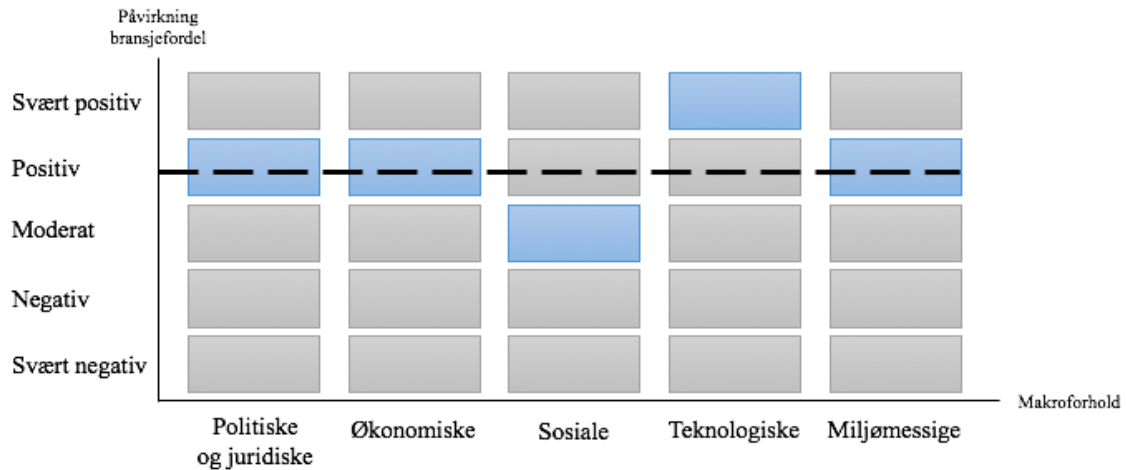 Påvirkning
bransjefordel
Svært positiv
Positiv
Moderat
Negativ
Svært negativ
Makroforhold
Politiske
og juridiske
Økonomiske
Sosiale
Teknologiske
Miljømessige